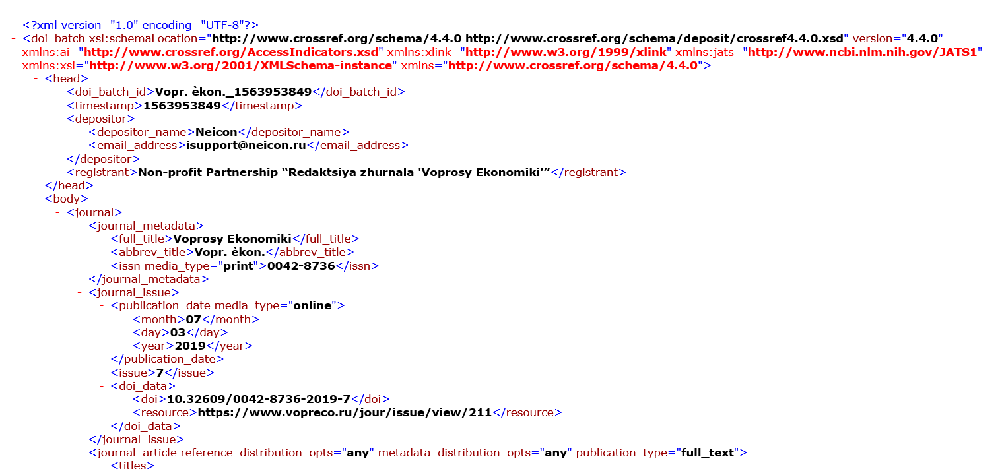 <?xml version="1.0" encoding="UTF-8"?>
- <doi_batch xsi:schemaLocation="http://www.crossref.org/schema/4.4.0 http://www.crossref.org/schema/deposit/crossref4.4.0.xsd" version="4.4.0"
xmlns:ai="http://www.crossref.org/AccessIndicators.xsd" xmlns:xlink="http://www.w3.org/1999/xlink" xmlns:jats="http://www.ncbi.nlm.nih.gov/JATS1"
xmlns:xsi="http://www.w3.org/2001/XMLSchema-instance" xmlns="http://www.crossref.org/schema/4.4.0">
- <head>
<doi_batch_id>Vopr. èkon._1563953849</doi_batch_id>
<timestamp>1563953849</timestamp>
- <depositor>
<depositor_name>Neicon</depositor_name>
<email_address>isupport@neicon.ru</email_address>
</depositor>
<registrant>Non-profit Partnership “Redaktsiya zhurnala 'Voprosy Ekonomiki'”</registrant>
</head>
- <body>
- <journal>
- <journal_metadata>
<full_title>Voprosy Ekonomiki</full_title>
<abbrev_title>Vopr. èkon.</abbrev_title>
<issn media_type="print">0042-8736</issn>
</journal_metadata>
- <journal_issue>
- <publication_date media_type="online">
<month>07</month>
<day>03</day>
<year>2019</year>
</publication_date>
<issue>7</issue>
- <doi_data>
<doi>10.32609/0042-8736-2019-7</doi>
<resource>https://www.vopreco.ru/jour/issue/view/211</resource>
</doi_data>
</journal_issue>
- <journal_article reference_distribution_opts="any" metadata_distribution_opts="any" publication_type="full_text">
- <titles>